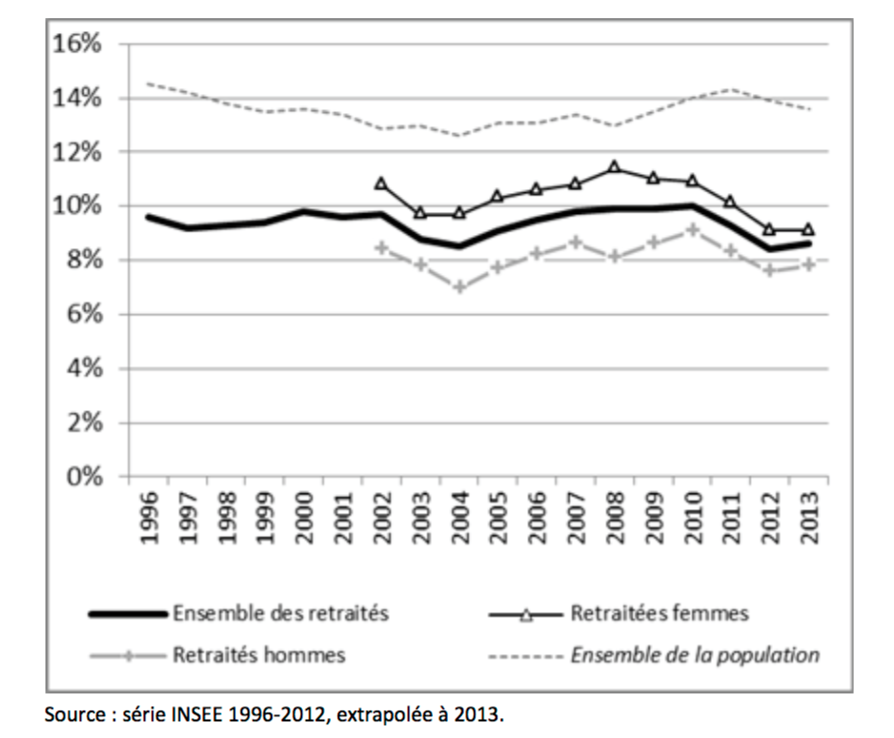 16%
14%
12%
10%
8%
6%
4%
2%
0%
1996 1997 1998 1999 2000 2001 2002 2003 2004 2005 2006 2007 2008 2009 2010 2011 2012 2013
Ensemble des retraités Retraitées femmes
Retraités hommes Ensemble de la population
Source : série INSEE 1996-2012, extrapolée à 2013.